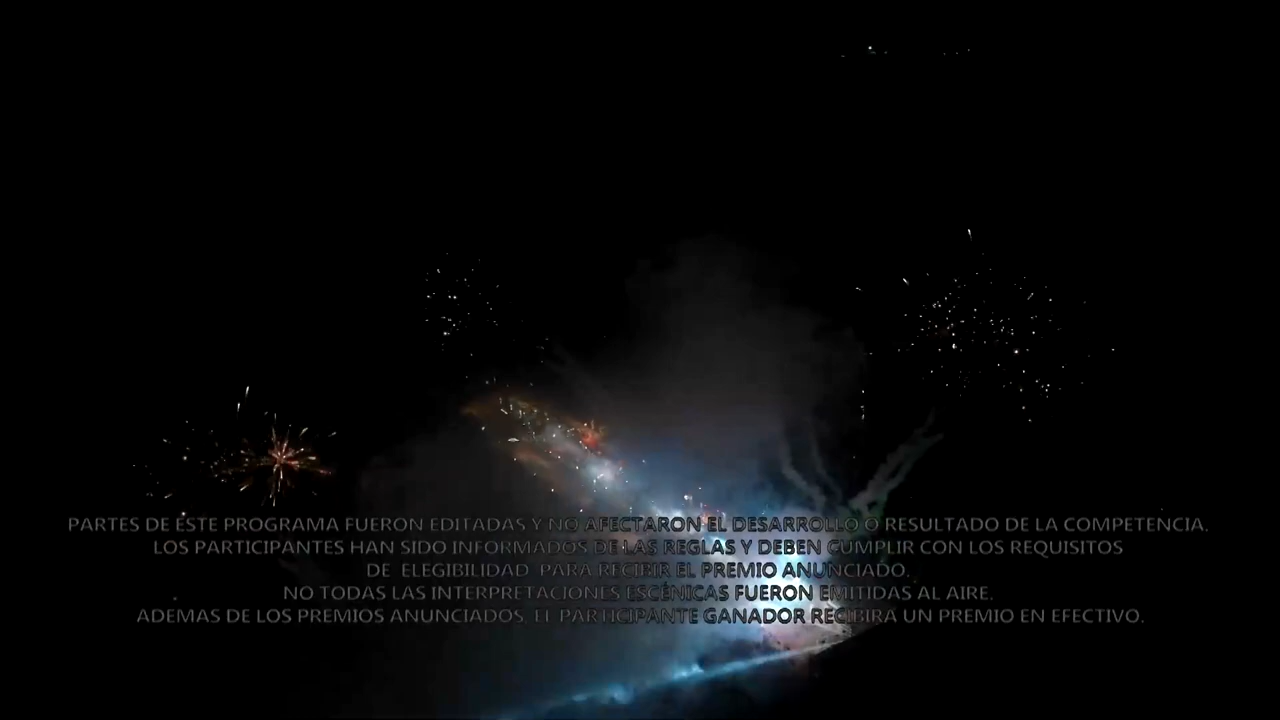 PARTES DE ESTE PROGRAMA FUERON EDITADAS Y NO AFECTARON EL DESARROLLO O RESULTADO DE LA COMPETENCIA.
LOS PARTICIPANTES HAN SIDO INFORMADOS DE LAS REGLAS Y DEBEN CUMPLIR CON LOS REQUISITOS
DE ELEGIBILIDAD PARA RECIBIR EL PREMIO ANUNCIADO.
NO TODAS LAS INTERPRETACIONES ESCÉNICAS FUERON EMITIDAS AL AIRE.
ADEMAS DE LOS PREMIOS ANUNCIADOS, EL PARTICIPANTE GANADOR RECIBIRA UN PREMIO EN EFECTIVO.